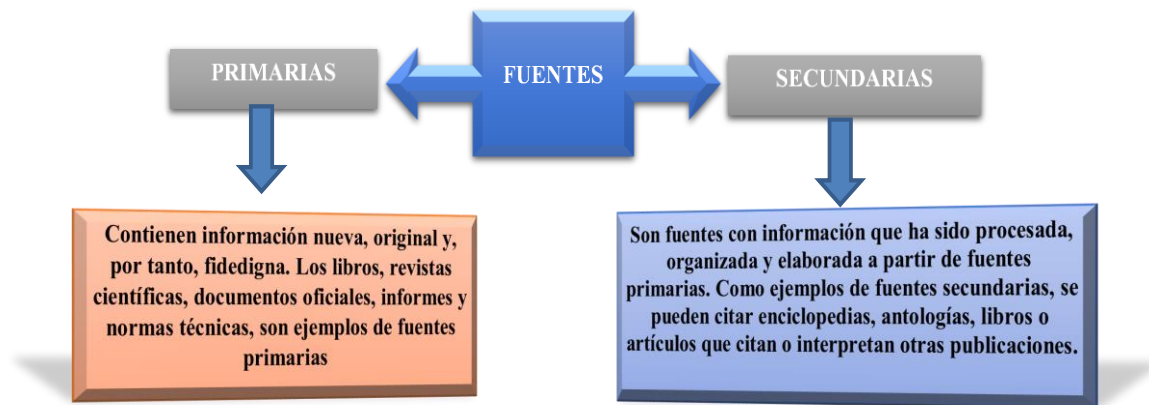 FUENTES
PRIMARIAS
SECUNDARIAS
Contienen información nueva, original y,
por tanto, fidedigna. Los libros, revistas
científicas, documentos oficiales, informes y
normas técnicas, son ejemplos de fuentes
primarias
Son fuentes con información que ha sido procesada,
organizada y elaborada a partir de fuentes
primarias. Como ejemplos de fuentes secundarias, se
pueden citar enciclopedias, antologías, libros o
artículos que citan o interpretan otras publicaciones.